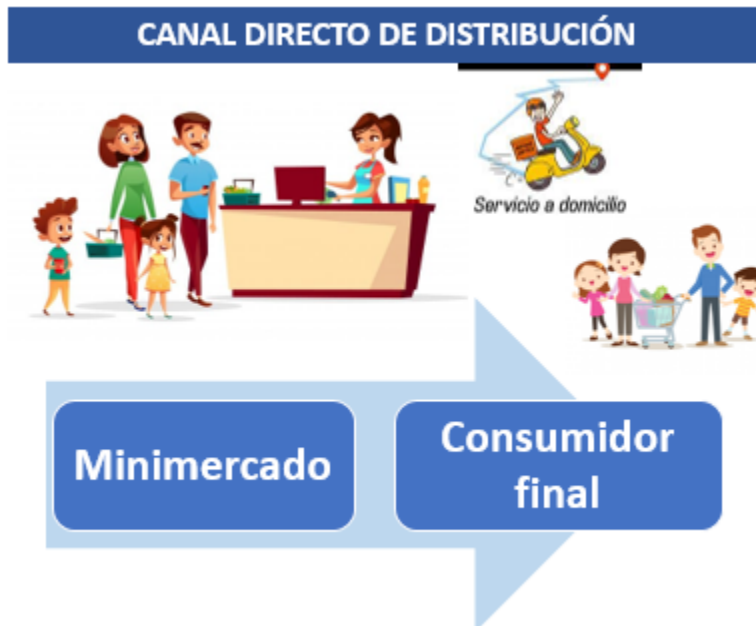 CANAL DIRECTO DE DISTRIBUCIÓN
Servicio a domicilio
Minimercado
Consumidor
final